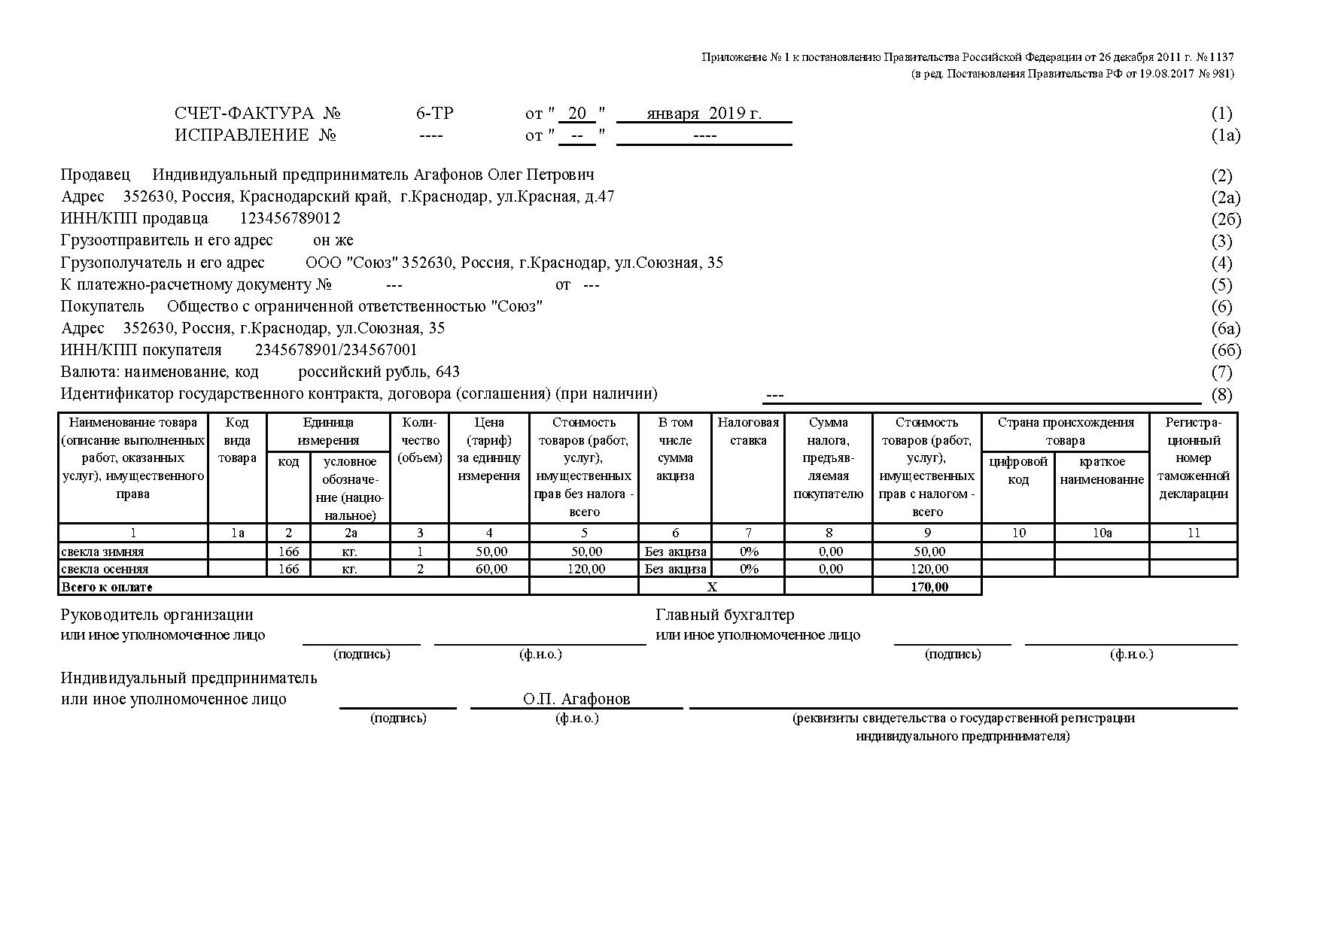 Приложение № 1 к постановлению Правительства Российской Федерации от 26 декабря 2011 г. № 1137
(в ред. Постановления Правительства РФ от 19.08.2017 № 981)
СЧЕТ-ФАКТУРА № 6-ТР от " 20 " января 2019 г. (1)
ИСПРАВЛЕНИЕ № ---- от " -- " ---- (1а)
Продавец Индивидуальный предприниматель Агафонов Олег Петрович (2)
Адрес 352630, Россия, Краснодарский край, г.Краснодар, ул.Красная, д.47 (2а)
ИНН/КПП продавца 123456789012 (2б)
Грузоотправитель и его адрес он же (3)
Грузополучатель и его адрес ООО "Союз" 352630, Россия, г.Краснодар, ул.Союзная, 35 (4)
К платежно-расчетному документу № --- от --- (5)
Покупатель Общество с ограниченной ответственностью "Союз" (6)
Адрес 352630, Россия, г.Краснодар, ул.Союзная, 35 (6а)
ИНН/КПП покупателя 2345678901/234567001 (6б)
Валюта: наименование, код российский рубль, 643 (7)
Идентификатор государственного контракта, договора (соглашения) (при наличии) --- (8)
Наименование товара
(описание выполненных
работ, оказанных
услуг), имущественного
права
Код
вида
товара
Единица
измерения
код
условное
обозначе-
ние (нацио-
нальное)
Коли-
чество
(объем)
Цена
(тариф)
за единицу
измерения
Стоимость
товаров (работ,
услуг),
имущественных
прав без налога -
всего
В том
числе
сумма
акциза
Налоговая
ставка
Сумма
налога,
предъяв-
ляемая
покупателю
Стоимость
товаров (работ,
услуг),
имущественных
прав с налогом -
всего
Страна происхождения
товара
цифровой
код
краткое
наименование
Регистра-
ционный
номер
таможенной
декларации
1 1а 2 2а 3 4 5 6 7 8 9 10 10а 11
свекла зимняя 166 кг. 1 50,00 50,00 Без акциза 0% 0,00 50,00
свекла осенняя 166 кг. 2 60,00 120,00 Без акциза 0% 0,00 120,00
Всего к оплате Х 170,00
Руководитель организации Главный бухгалтер
или иное уполномоченное лицо или иное уполномоченное лицо
(подпись) (ф.и.о.) (подпись) (ф.и.о.)
Индивидуальный предприниматель
или иное уполномоченное лицо О.П. Агафонов
(подпись) (ф.и.о.) (реквизиты свидетельства о государственной регистрации
индивидуального предпринимателя)